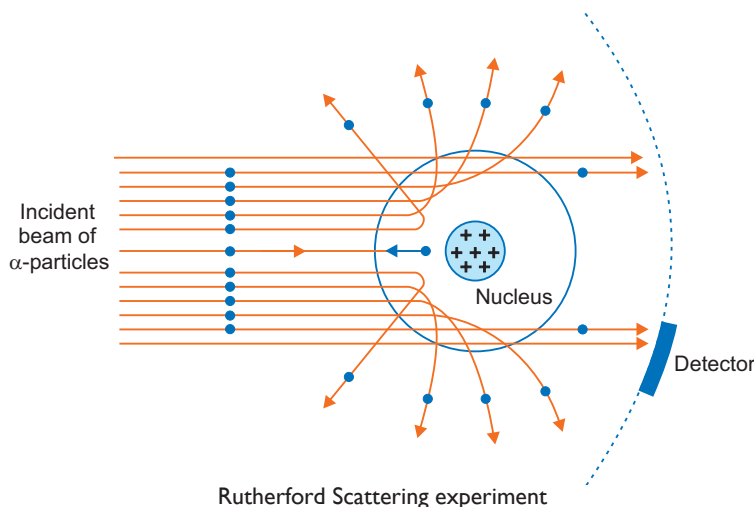 Incident
beam of
α-particles
+ +
+ + +
+ +
Nucleus
Detector
Rutherford Scattering experiment